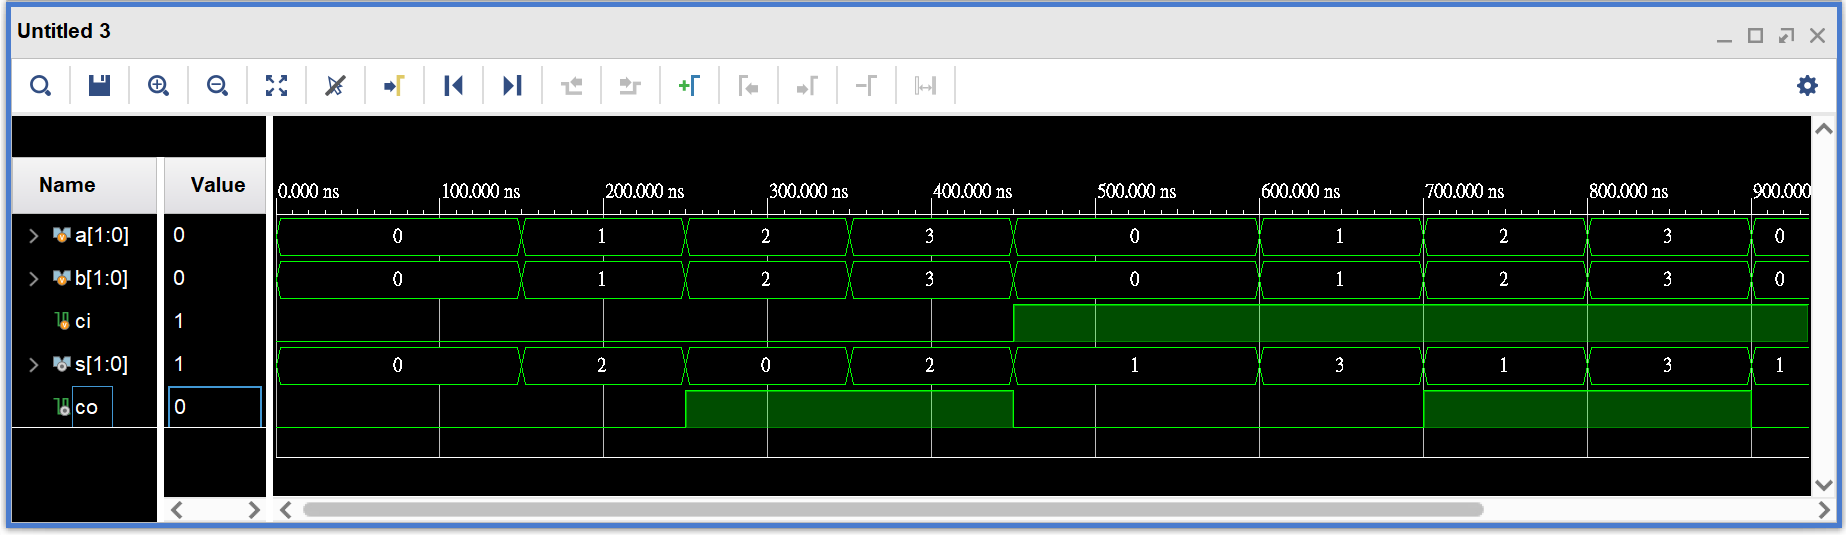 Untitled 3
Name Value
0.000 ns 100.000 ns 200.000 ns 300.000 ns 400.000 ns 500.000 ns 600.000 ns 700.000 ns 800.000 ns 900.000
a[1:0] 0 0 1 2 3 0 1 2 3 0
b[1:0] 0 0 1 2 3 0 1 2 3 0
ci 1
s[1:0] 1 0 2 0 2 1 3 1 3 1
co 0